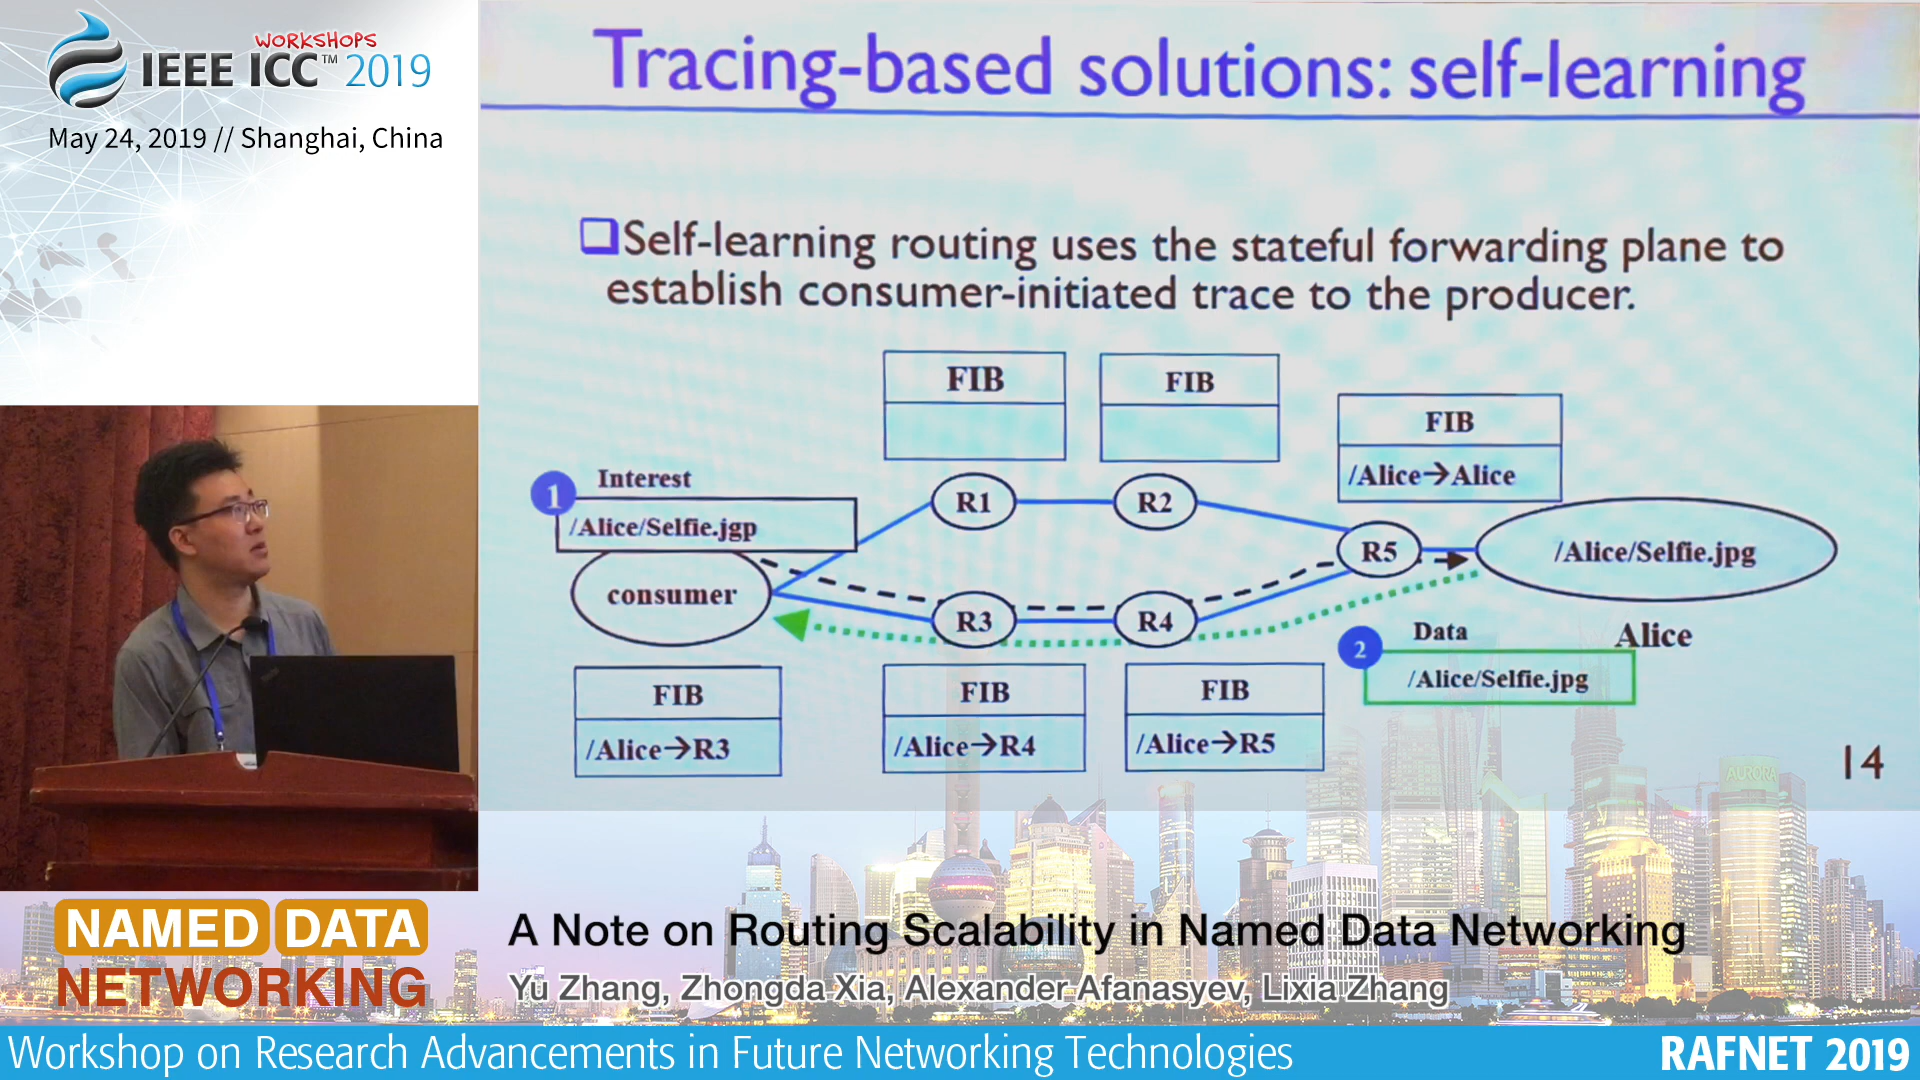 WORKSHOPS
IEEE ICC™ 2019
May 24, 2019 // Shanghai, China
Tracing-based solutions: self-learning
Self-learning routing uses the stateful forwarding plane to
establish consumer-initiated trace to the producer.
FIB
FIB
FIB
/Alice→Alice
1
Interest
/Alice/Selfie.jgp
R1
R2
R5
/Alice/Selfie.jpg
consumer
R3
R4
Alice
2
Data
/Alice/Selfie.jpg
FIB
/Alice→R3
FIB
/Alice→R4
FIB
/Alice→R5
14
AURORA
NAMED DATA
NETWORKING
A Note on Routing Scalability in Named Data Networking
Yu Zhang, Zhongda Xia, Alexander Afanasyev, Lixia Zhang
Workshop on Research Advancements in Future Networking Technologies
RAFNET 2019